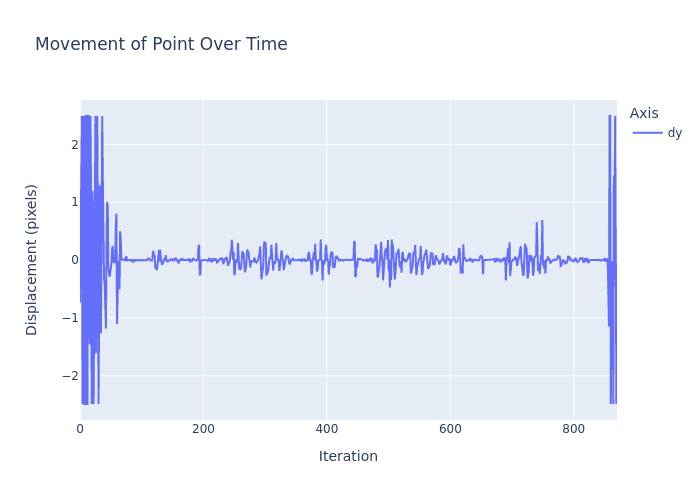 Movement of Point Over Time
Axis
dy
Displacement (pixels)
2
1
0
−1
−2
0 200 400 600 800
Iteration